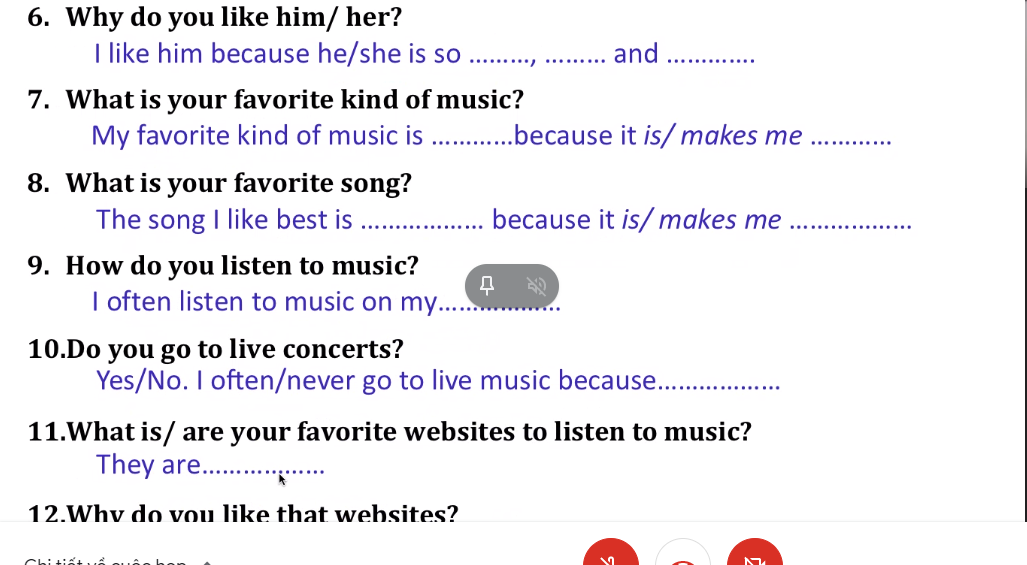 6. Why do you like him/ her?
I like him because he/she is so ........., ......... and .............
7. What is your favorite kind of music?
My favorite kind of music is ............because it is/ makes me ............
8. What is your favorite song?
The song I like best is .................. because it is/ makes me ..................
9. How do you listen to music?
I often listen to music on my..................
10.Do you go to live concerts?
Yes/No. I often/never go to live music because..................
11.What is/ are your favorite websites to listen to music?
They are..................
12.Why do you like that websites?
Chi tiết về cuộc họp